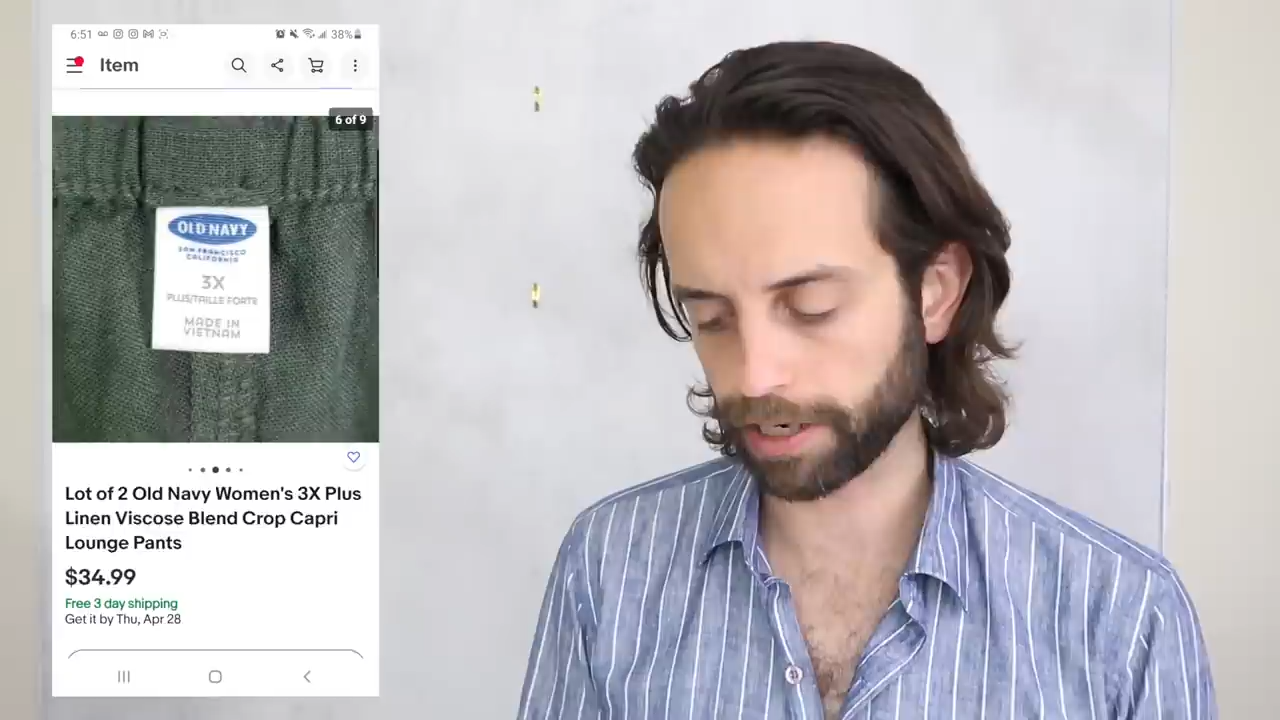 6:51
38%
Item
6 of 9
OLD NAVY
SAN FRANCISCO
CALIFORNIA
3X
PLUS/TAILLE FORTE
MADE IN
VIETNAM
Lot of 2 Old Navy Women's 3X Plus
Linen Viscose Blend Crop Capri
Lounge Pants
$34.99
Free 3 day shipping
Get it by Thu, Apr 28